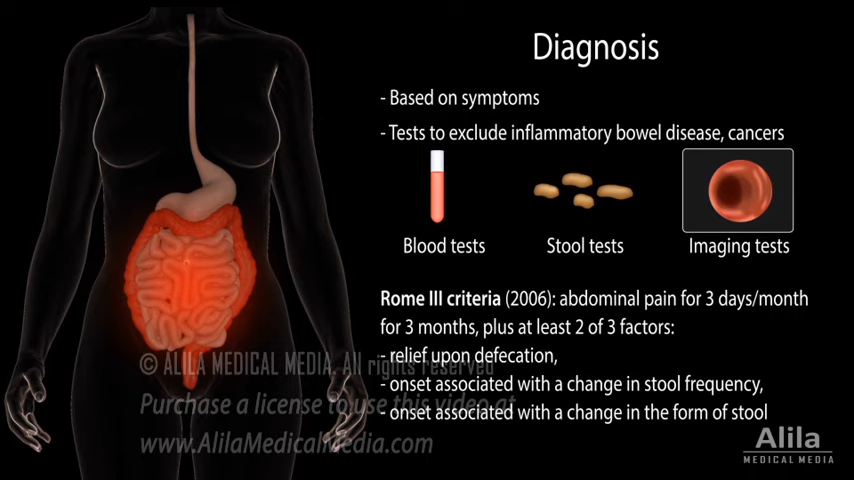 Diagnosis
- Based on symptoms
- Tests to exclude inflammatory bowel disease, cancers
Blood tests
Stool tests
Imaging tests
Rome III criteria (2006): abdominal pain for 3 days/month
for 3 months, plus at least 2 of 3 factors:
- relief upon defecation,
- onset associated with a change in stool frequency,
- onset associated with a change in the form of stool
© ALILA MEDICAL MEDIA. All rights reserved
Purchase a license to use this video at
www.AlilaMedicalMedia.com
Alila
MEDICAL MEDIA